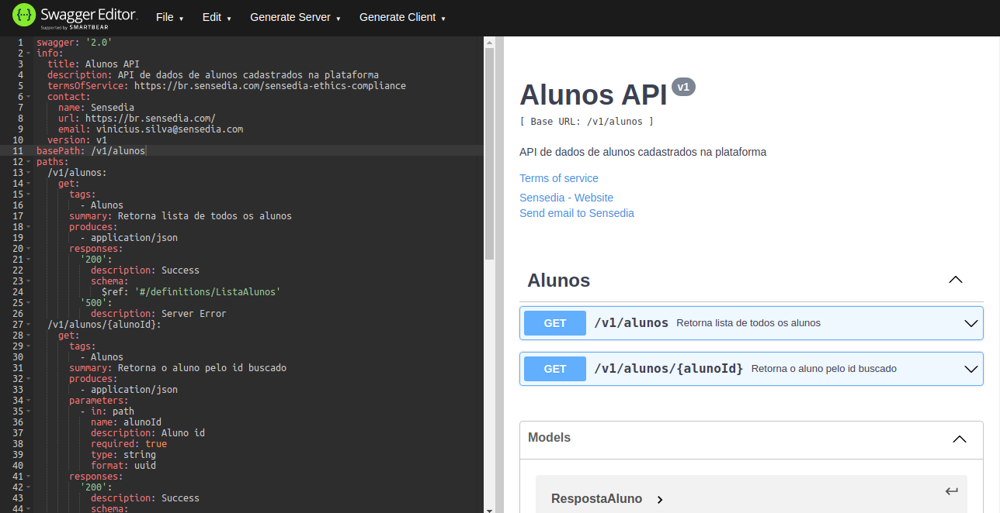 {···} Swagger Editor.
Supported by SMARTBEAR
File ▾ Edit ▾ Generate Server ▾ Generate Client ▾
1 swagger: '2.0'
2 info:
3 title: Alunos API
4 description: API de dados de alunos cadastrados na plataforma
5 termsOfService: https://br.sensedia.com/sensedia-ethics-compliance
6 contact:
7 name: Sensedia
8 url: https://br.sensedia.com/
9 email: vinicius.silva@sensedia.com
10 version: v1
11 basePath: /v1/alunos
12 paths:
13 /v1/alunos:
14 get:
15 tags:
16 - Alunos
17 summary: Retorna lista de todos os alunos
18 produces:
19 - application/json
20 responses:
21 '200':
22 description: Success
23 schema:
24 $ref: '#/definitions/ListaAlunos'
25 '500':
26 description: Server Error
27 /v1/alunos/{alunoId}:
28 get:
29 tags:
30 - Alunos
31 summary: Retorna o aluno pelo id buscado
32 produces:
33 - application/json
34 parameters:
35 - in: path
36 name: alunoId
37 description: Aluno id
38 required: true
39 type: string
40 format: uuid
41 responses:
42 '200':
43 description: Success
44 schema:
Alunos API v1
[ Base URL: /v1/alunos ]
API de dados de alunos cadastrados na plataforma
Terms of service
Sensedia - Website
Send email to Sensedia
Alunos
GET /v1/alunos Retorna lista de todos os alunos
GET /v1/alunos/{alunoId} Retorna o aluno pelo id buscado
Models
RespostaAluno